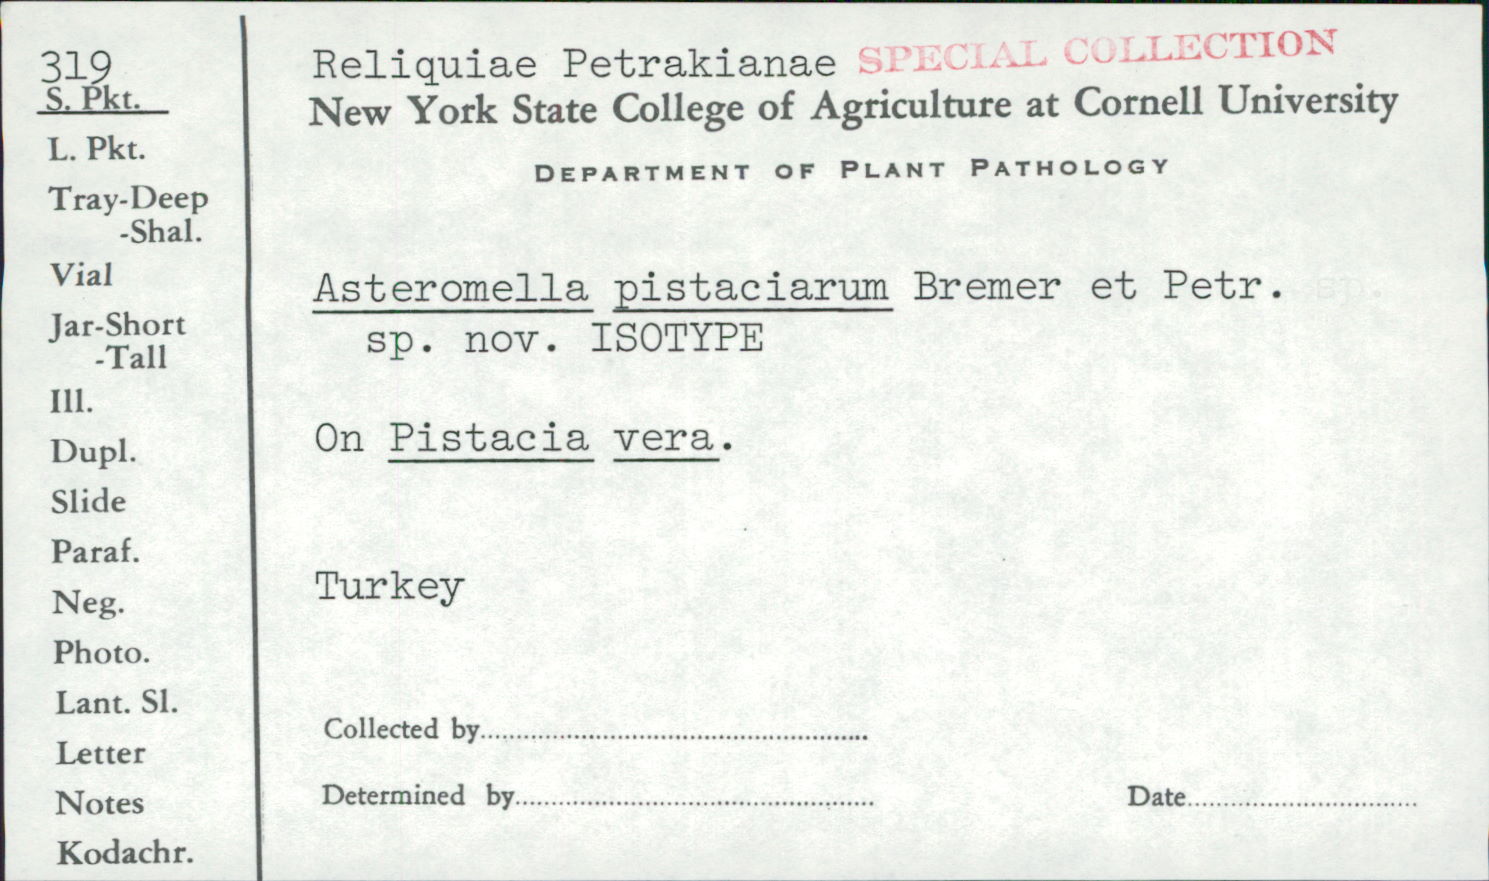 319
S. Pkt.
L. Pkt.
Tray-Deep
-Shal.
Vial
Jar-Short
-Tall
Ill.
Dupl.
Slide
Paraf.
Neg.
Photo.
Lant. Sl.
Letter
Notes
Kodachr.
Reliquiae Petrakianae SPECIAL COLLECTION
New York State College of Agriculture at Cornell University
DEPARTMENT OF PLANT PATHOLOGY
Asteromella pistaciarum Bremer et Petr.
sp. nov. ISOTYPE
On Pistacia vera.
Turkey
Collected by
Determined by
Date